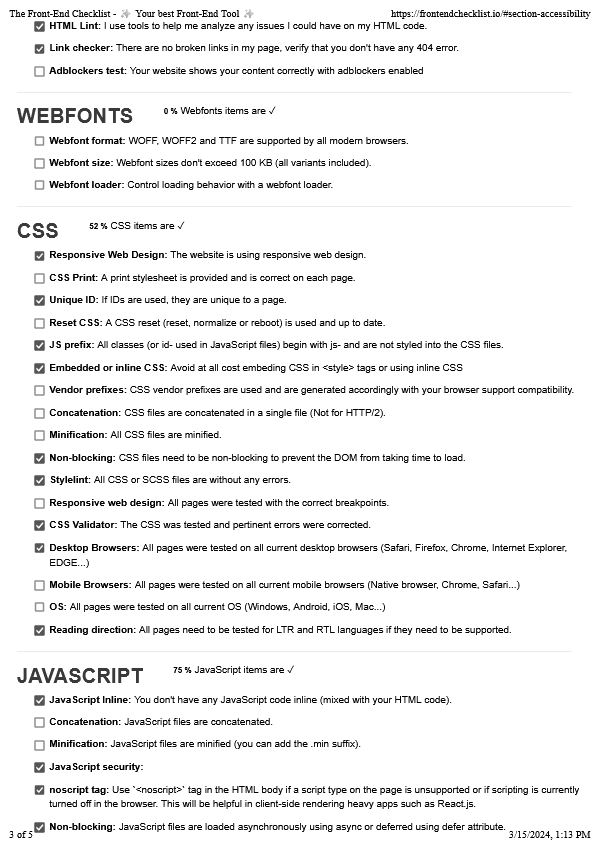 The Front-End Checklist - ✨ Your best Front-End Tool ✨ https://frontendchecklist.io/#section-accessibility
HTML Lint: I use tools to help me analyze any issues I could have on my HTML code.
Link checker: There are no broken links in my page, verify that you don't have any 404 error.
Adblockers test: Your website shows your content correctly with adblockers enabled
WEBFONTS 0 % Webfonts items are ✓
Webfont format: WOFF, WOFF2 and TTF are supported by all modern browsers.
Webfont size: Webfont sizes don't exceed 100 KB (all variants included).
Webfont loader: Control loading behavior with a webfont loader.
CSS 52 % CSS items are ✓
Responsive Web Design: The website is using responsive web design.
CSS Print: A print stylesheet is provided and is correct on each page.
Unique ID: If IDs are used, they are unique to a page.
Reset CSS: A CSS reset (reset, normalize or reboot) is used and up to date.
JS prefix: All classes (or id- used in JavaScript files) begin with js- and are not styled into the CSS files.
Embedded or inline CSS: Avoid at all cost embeding CSS in <style> tags or using inline CSS
Vendor prefixes: CSS vendor prefixes are used and are generated accordingly with your browser support compatibility.
Concatenation: CSS files are concatenated in a single file (Not for HTTP/2).
Minification: All CSS files are minified.
Non-blocking: CSS files need to be non-blocking to prevent the DOM from taking time to load.
Stylelint: All CSS or SCSS files are without any errors.
Responsive web design: All pages were tested with the correct breakpoints.
CSS Validator: The CSS was tested and pertinent errors were corrected.
Desktop Browsers: All pages were tested on all current desktop browsers (Safari, Firefox, Chrome, Internet Explorer,
EDGE...)
Mobile Browsers: All pages were tested on all current mobile browsers (Native browser, Chrome, Safari...)
OS: All pages were tested on all current OS (Windows, Android, iOS, Mac...)
Reading direction: All pages need to be tested for LTR and RTL languages if they need to be supported.
JAVASCRIPT 75 % JavaScript items are ✓
JavaScript Inline: You don't have any JavaScript code inline (mixed with your HTML code).
Concatenation: JavaScript files are concatenated.
Minification: JavaScript files are minified (you can add the .min suffix).
JavaScript security:
noscript tag: Use `<noscript>` tag in the HTML body if a script type on the page is unsupported or if scripting is currently
turned off in the browser. This will be helpful in client-side rendering heavy apps such as React.js.
Non-blocking: JavaScript files are loaded asynchronously using async or deferred using defer attribute.
3 of 5 3/15/2024, 1:13 PM